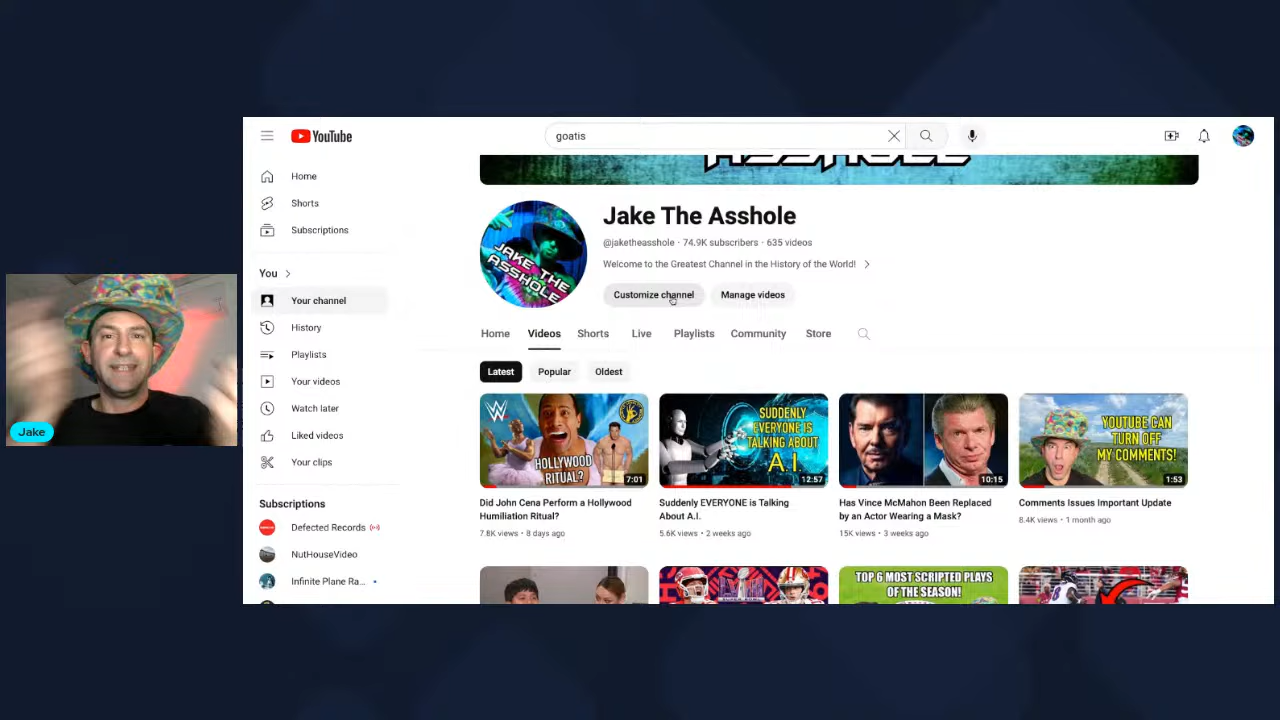 YouTube
goatis
Home
Shorts
Subscriptions
You
Your channel
History
Playlists
Your videos
Watch later
Liked videos
Your clips
Subscriptions
Defected Records
NutHouseVideo
Infinite Plane Ra...
Jake
ASSHOLE
JAKE THE
ASSHOLE
Jake The Asshole
@jaketheasshole · 74.9K subscribers · 635 videos
Welcome to the Greatest Channel in the History of the World!
Customize channel
Manage videos
Home Videos Shorts Live Playlists Community Store
Latest Popular Oldest
HOLLYWOOD
RITUAL?
7:01
Did John Cena Perform a Hollywood
Humiliation Ritual?
7.8K views · 8 days ago
SUDDENLY
EVERYONE IS
TALKING ABOUT
A.I.
12:57
Suddenly EVERYONE is Talking
About A.I.
5.6K views · 2 weeks ago
10:15
Has Vince McMahon Been Replaced
by an Actor Wearing a Mask?
15K views · 3 weeks ago
YOUTUBE CAN
TURN OFF
MY COMMENTS!
1:53
Comments Issues Important Update
8.4K views · 1 month ago
TOP 6 MOST SCRIPTED PLAYS
OF THE SEASON!